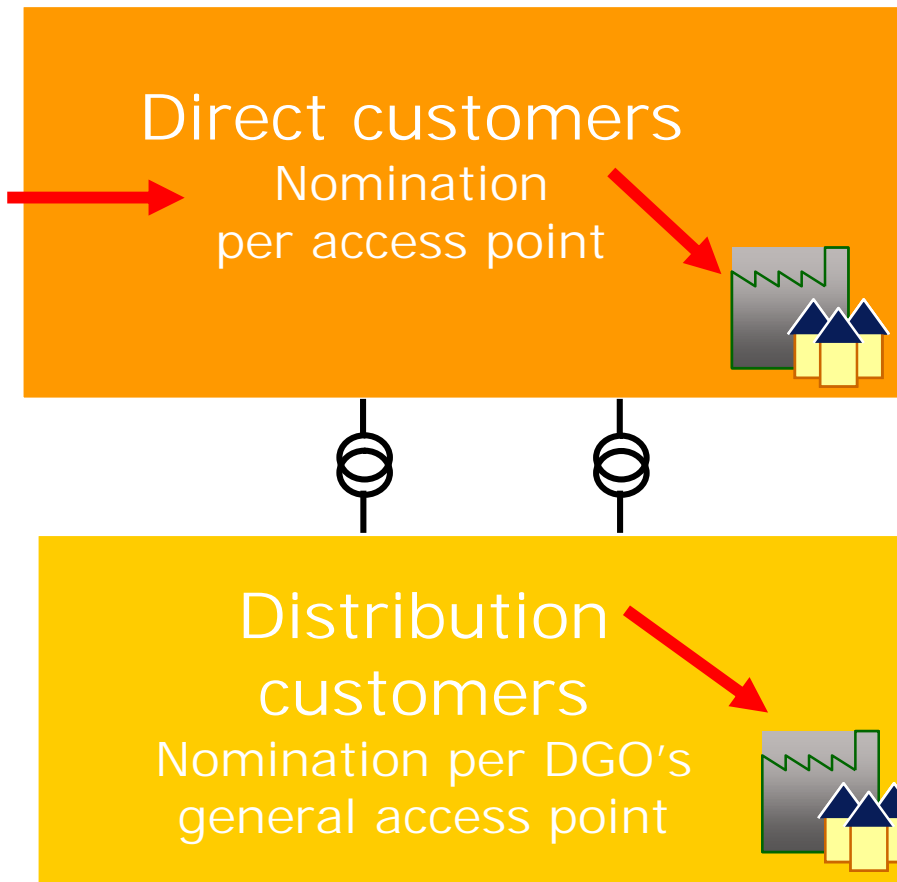 Direct customers
Nomination
per access point
Distribution
customers
Nomination per DGO's
general access point